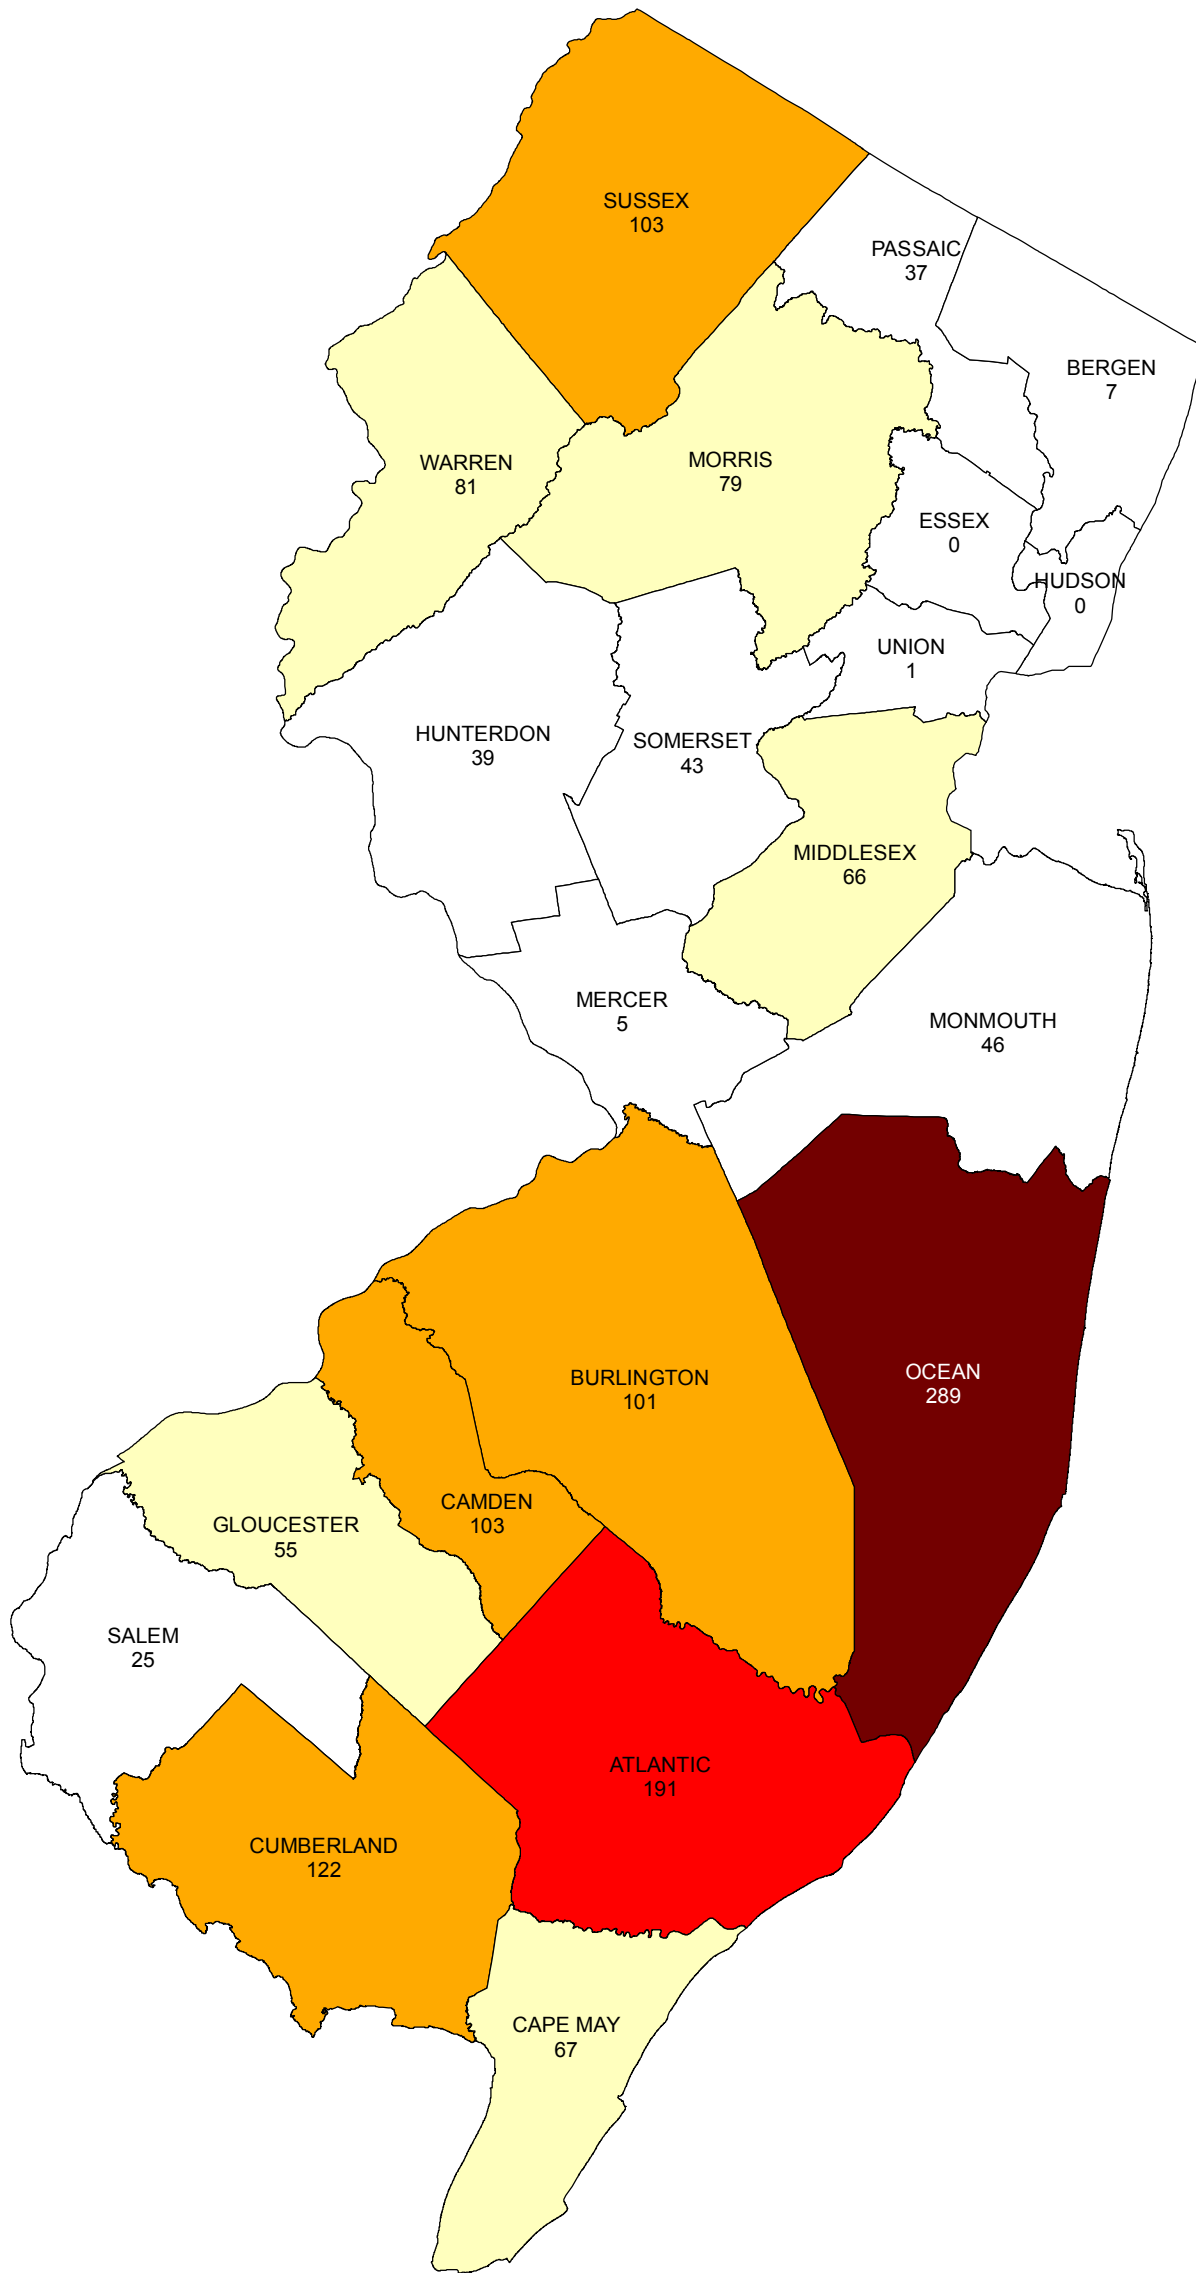 SUSSEX
103
PASSAIC
37
BERGEN
7
WARREN
81
MORRIS
79
ESSEX
0
HUDSON
0
UNION
1
HUNTERDON
39
SOMERSET
43
MIDDLESEX
66
MERCER
5
MONMOUTH
46
OCEAN
289
BURLINGTON
101
CAMDEN
103
GLOUCESTER
55
SALEM
25
ATLANTIC
191
CUMBERLAND
122
CAPE MAY
67